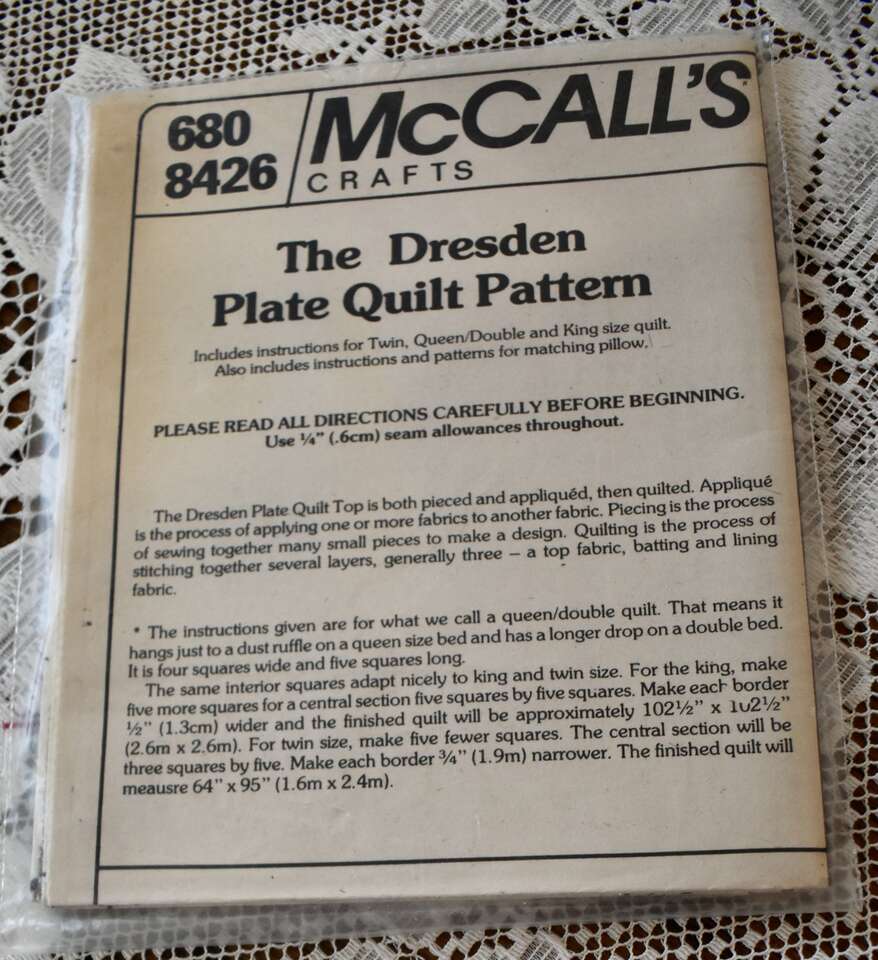 680
8426
McCALL'S
CRAFTS
The Dresden
Plate Quilt Pattern
Includes instructions for Twin, Queen/Double and King size quilt.
Also includes instructions and patterns for matching pillow.
PLEASE READ ALL DIRECTIONS CAREFULLY BEFORE BEGINNING.
Use ¼" (.6cm) seam allowances throughout.
The Dresden Plate Quilt Top is both pieced and appliquéd, then quilted. Appliqué
is the process of applying one or more fabrics to another fabric. Piecing is the process
of sewing together many small pieces to make a design. Quilting is the process of
stitching together several layers, generally three – a top fabric, batting and lining
fabric.
* The instructions given are for what we call a queen/double quilt. That means it
hangs just to a dust ruffle on a queen size bed and has a longer drop on a double bed.
It is four squares wide and five squares long.
The same interior squares adapt nicely to king and twin size. For the king, make
five more squares for a central section five squares by five squares. Make each border
½" (1.3cm) wider and the finished quilt will be approximately 102½" x 102½"
(2.6m x 2.6m). For twin size, make five fewer squares. The central section will be
three squares by five. Make each border ¾" (1.9m) narrower. The finished quilt will
meausre 64" x 95" (1.6m x 2.4m).